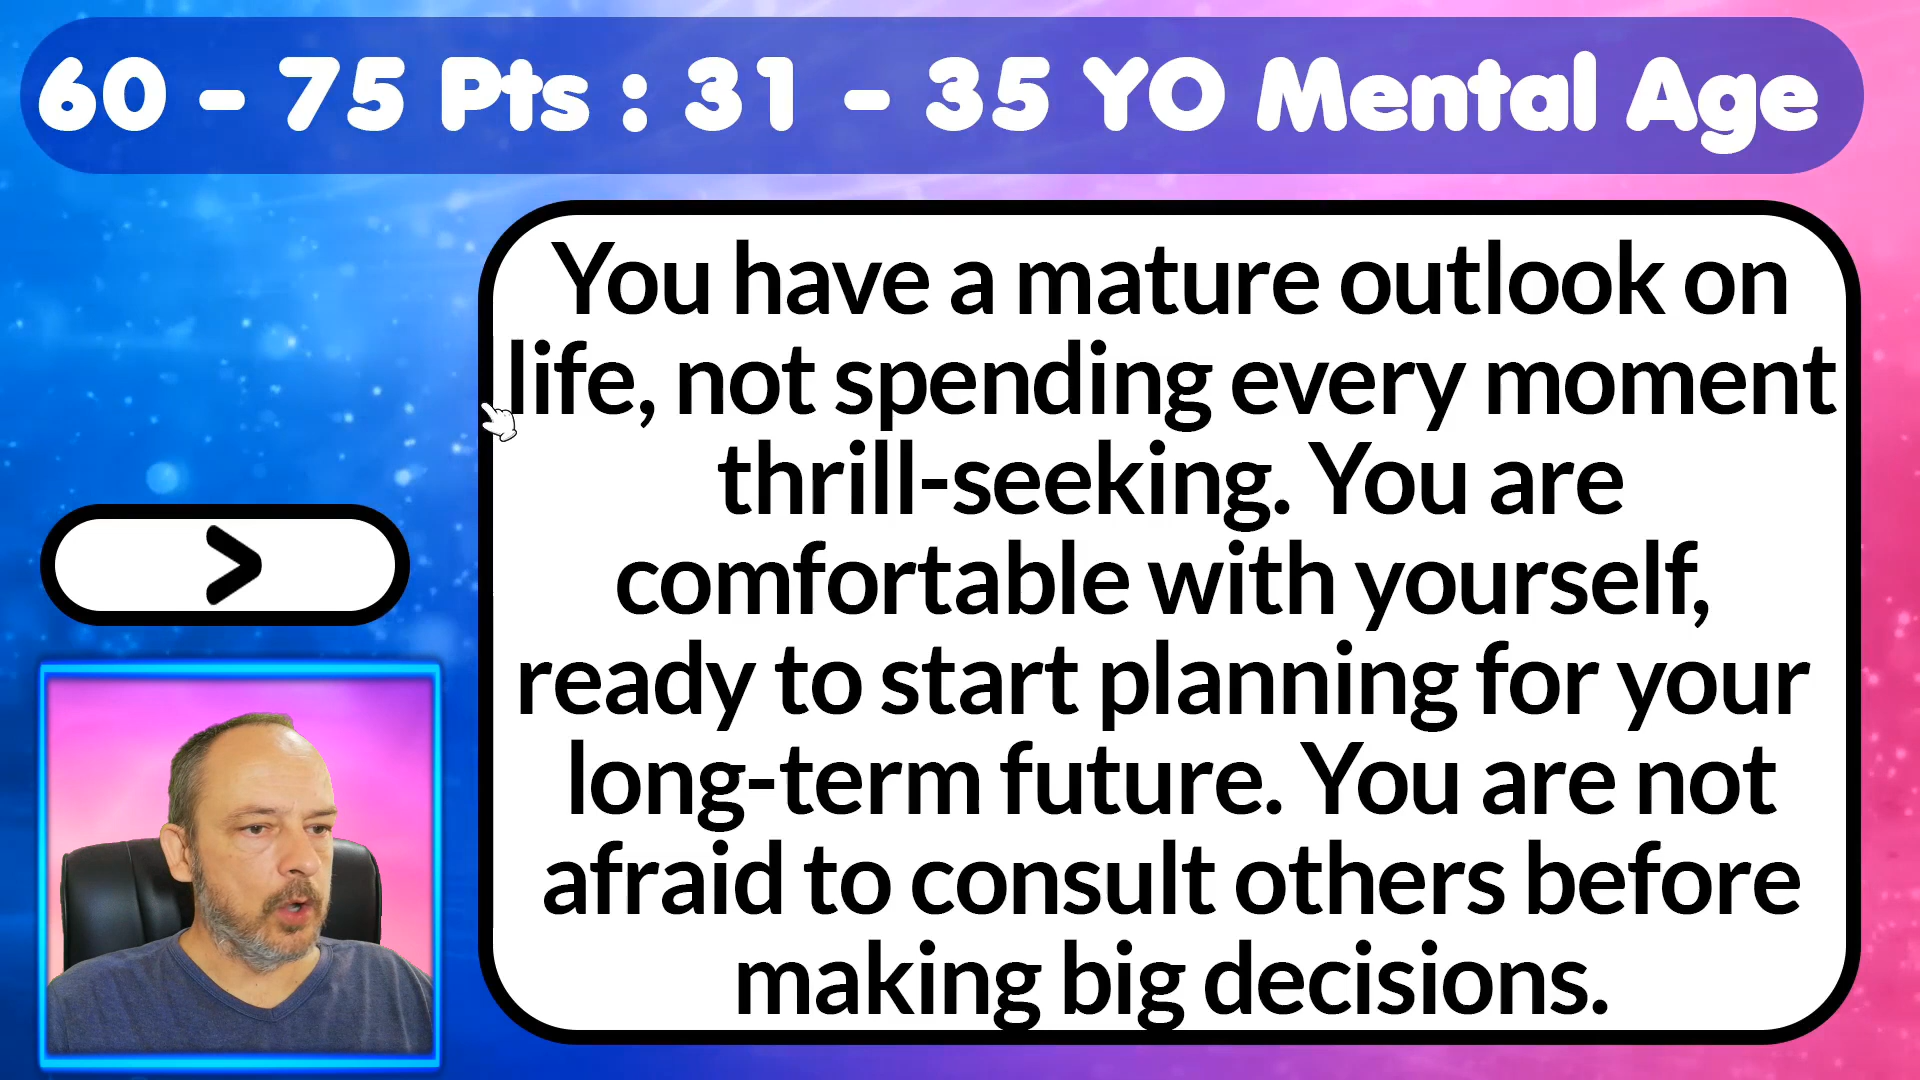 60 - 75 Pts : 31 - 35 YO Mental Age
You have a mature outlook on
life, not spending every moment
thrill-seeking. You are
comfortable with yourself,
ready to start planning for your
long-term future. You are not
afraid to consult others before
making big decisions.
>